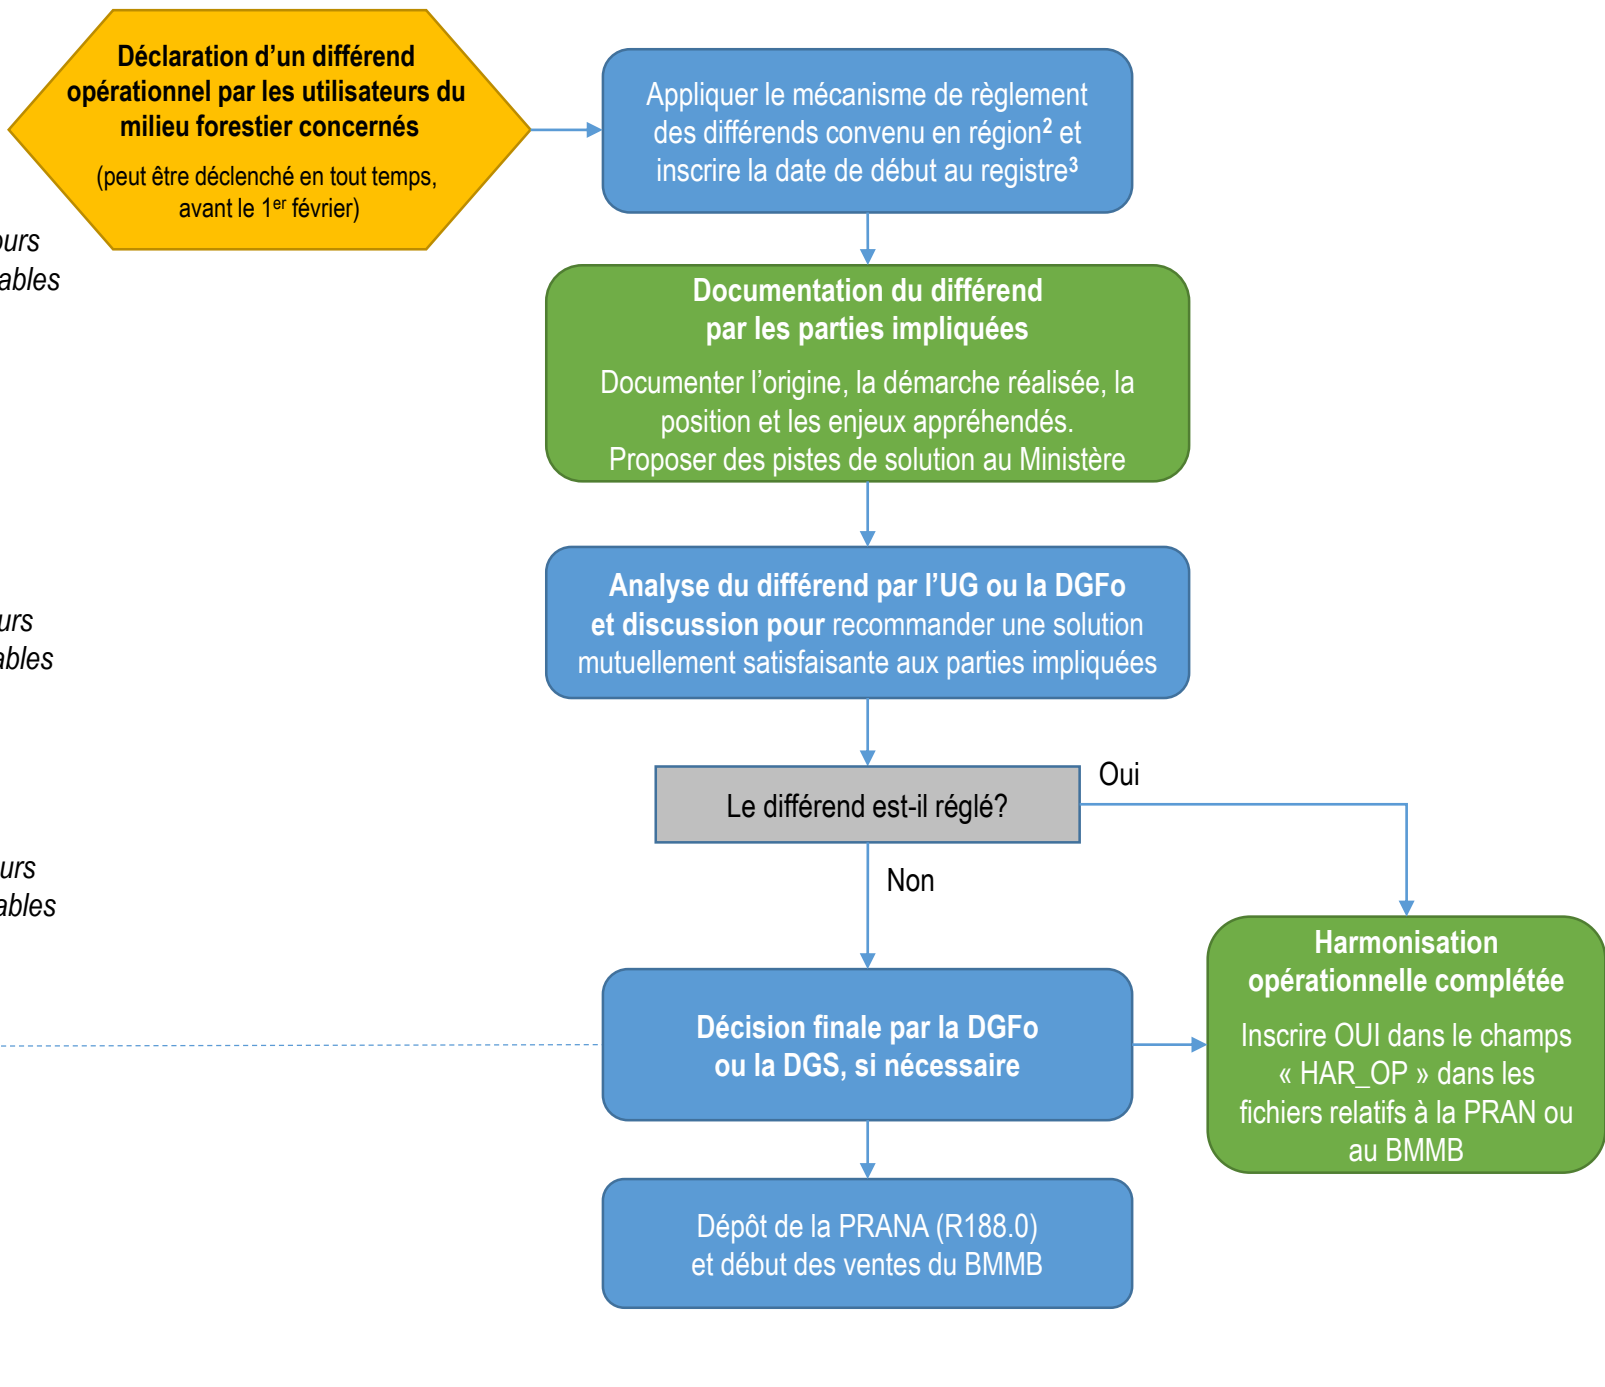 Déclaration d’un différend
opérationnel par les utilisateurs du
milieu forestier concernés
(peut être déclenché en tout temps,
avant le 1er février)
Appliquer le mécanisme de règlement
des différends convenu en région2 et
inscrire la date de début au registre3
Documentation du différend
par les parties impliquées
Documenter l’origine, la démarche réalisée, la
position et les enjeux appréhendés.
Proposer des pistes de solution au Ministère
Analyse du différend par l’UG ou la DGFo
et discussion pour recommander une solution
mutuellement satisfaisante aux parties impliquées
Le différend est-il réglé?
Oui
Non
Décision finale par la DGFo
ou la DGS, si nécessaire
Harmonisation
opérationnelle complétée
Inscrire OUI dans le champs
« HAR_OP » dans les
fichiers relatifs à la PRAN ou
au BMMB
Dépôt de la PRANA (R188.0)
et début des ventes du BMMB